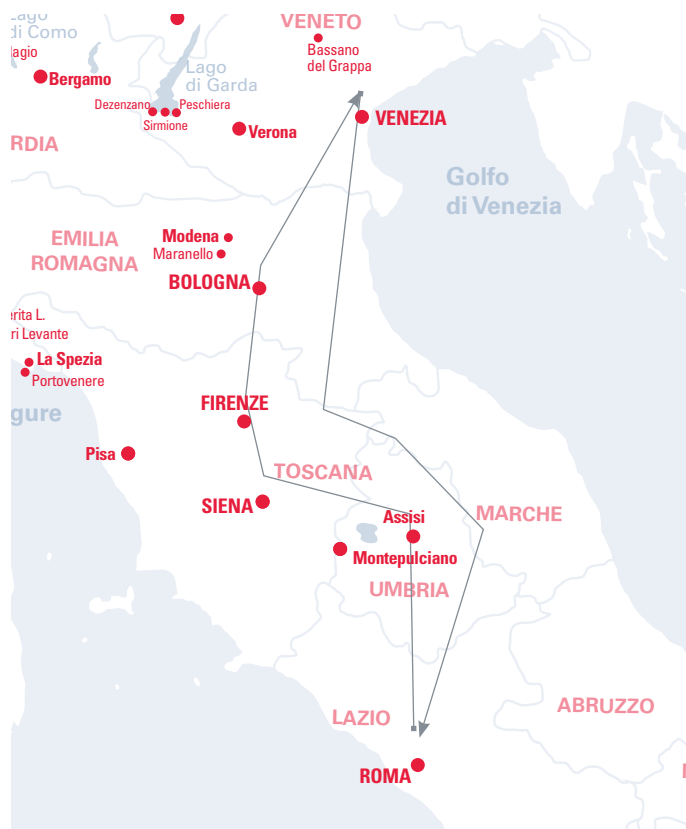 Lago
di Como
VENETO
Bassano
del Grappa
Bergamo
Lago
di Garda
Dezenzano
Peschiera
Sirmione
VENEZIA
Verona
RDIA
Golfo
di Venezia
EMILIA
ROMAGNA
Modena
Maranello
BOLOGNA
erita L.
ri Levante
La Spezia
Portovenere
FIRENZE
gure
Pisa
TOSCANA
SIENA
Assisi
MARCHE
Montepulciano
UMBRIA
LAZIO
ABRUZZO
ROMA